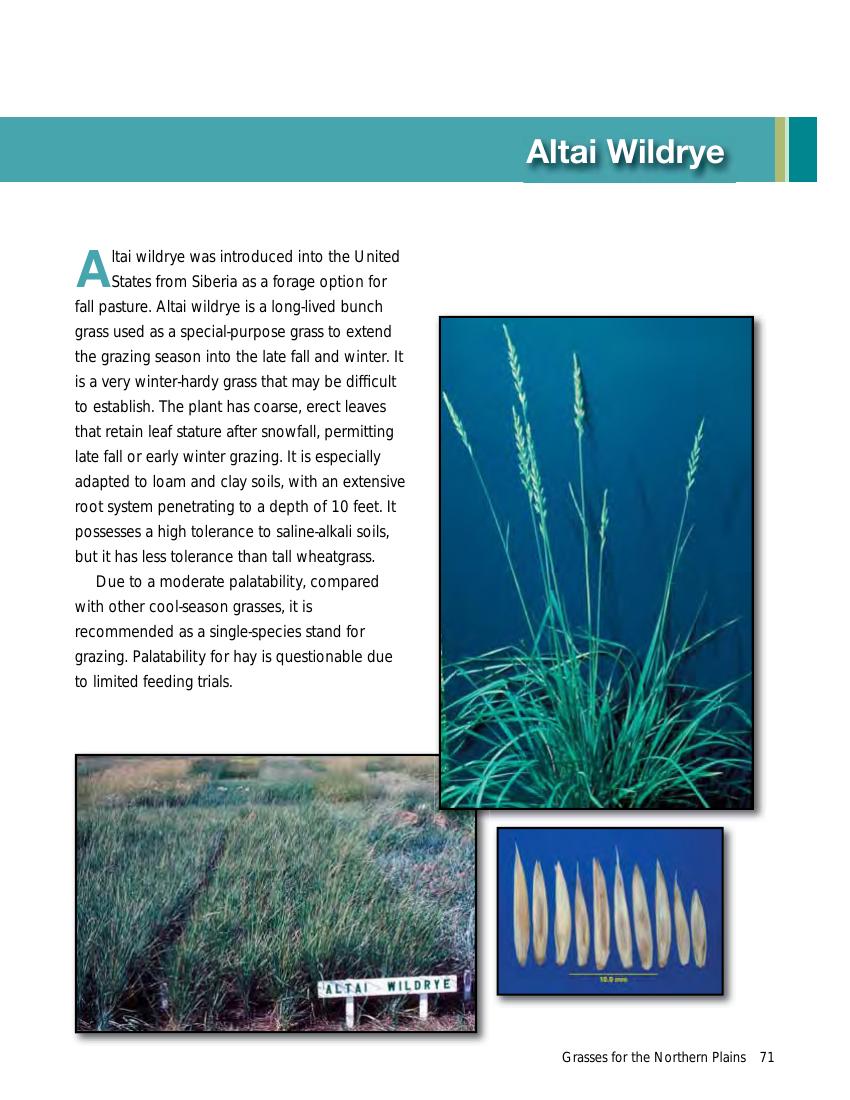 Altai Wildrye
Altai wildrye was introduced into the United
States from Siberia as a forage option for
fall pasture. Altai wildrye is a long-lived bunch
grass used as a special-purpose grass to extend
the grazing season into the late fall and winter. It
is a very winter-hardy grass that may be difficult
to establish. The plant has coarse, erect leaves
that retain leaf stature after snowfall, permitting
late fall or early winter grazing. It is especially
adapted to loam and clay soils, with an extensive
root system penetrating to a depth of 10 feet. It
possesses a high tolerance to saline-alkali soils,
but it has less tolerance than tall wheatgrass.
Due to a moderate palatability, compared
with other cool-season grasses, it is
recommended as a single-species stand for
grazing. Palatability for hay is questionable due
to limited feeding trials.
ALTAI WILDRYE
10.0 mm
Grasses for the Northern Plains 71